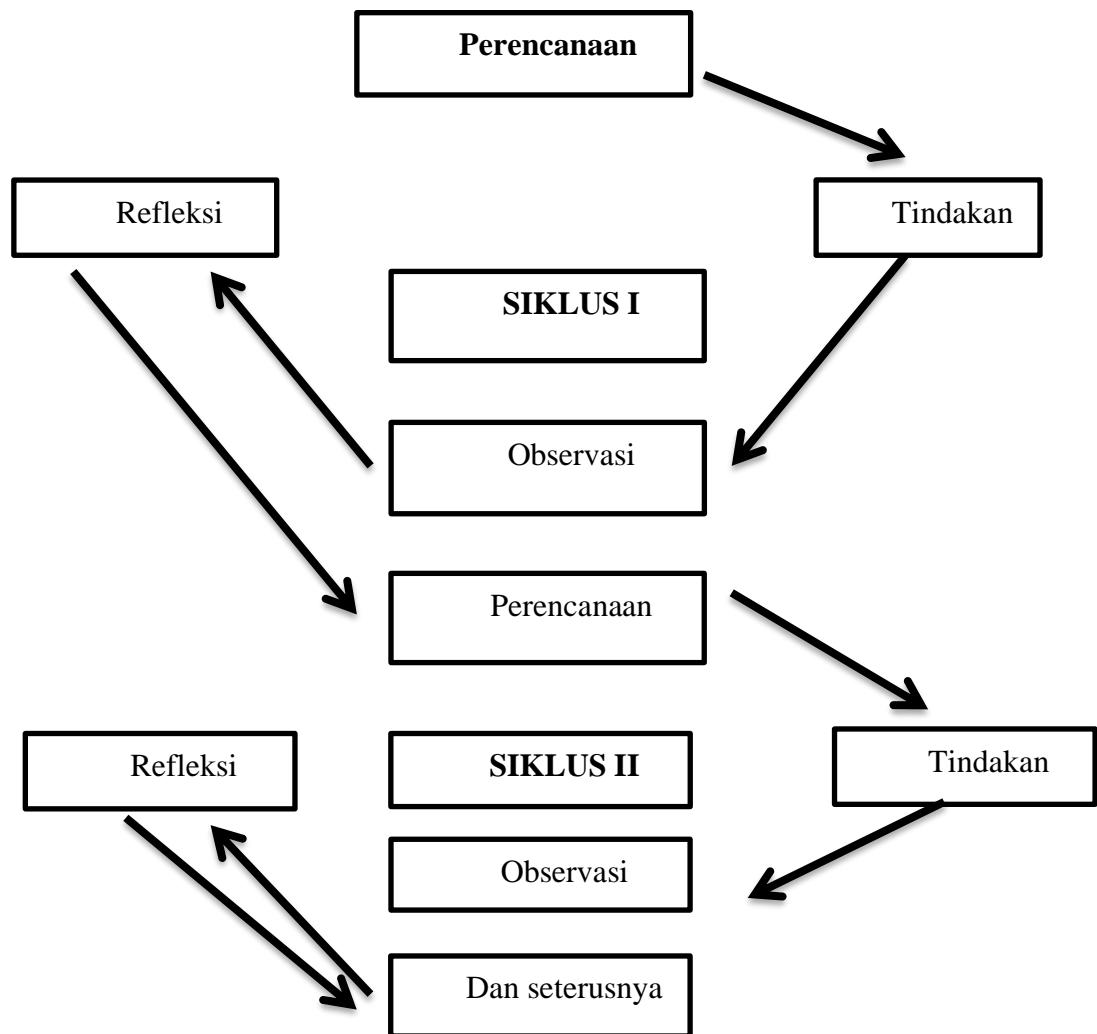 Perencanaan
Refleksi
Tindakan
SIKLUS I
Observasi
Perencanaan
Refleksi
SIKLUS II
Tindakan
Observasi
Dan seterusnya